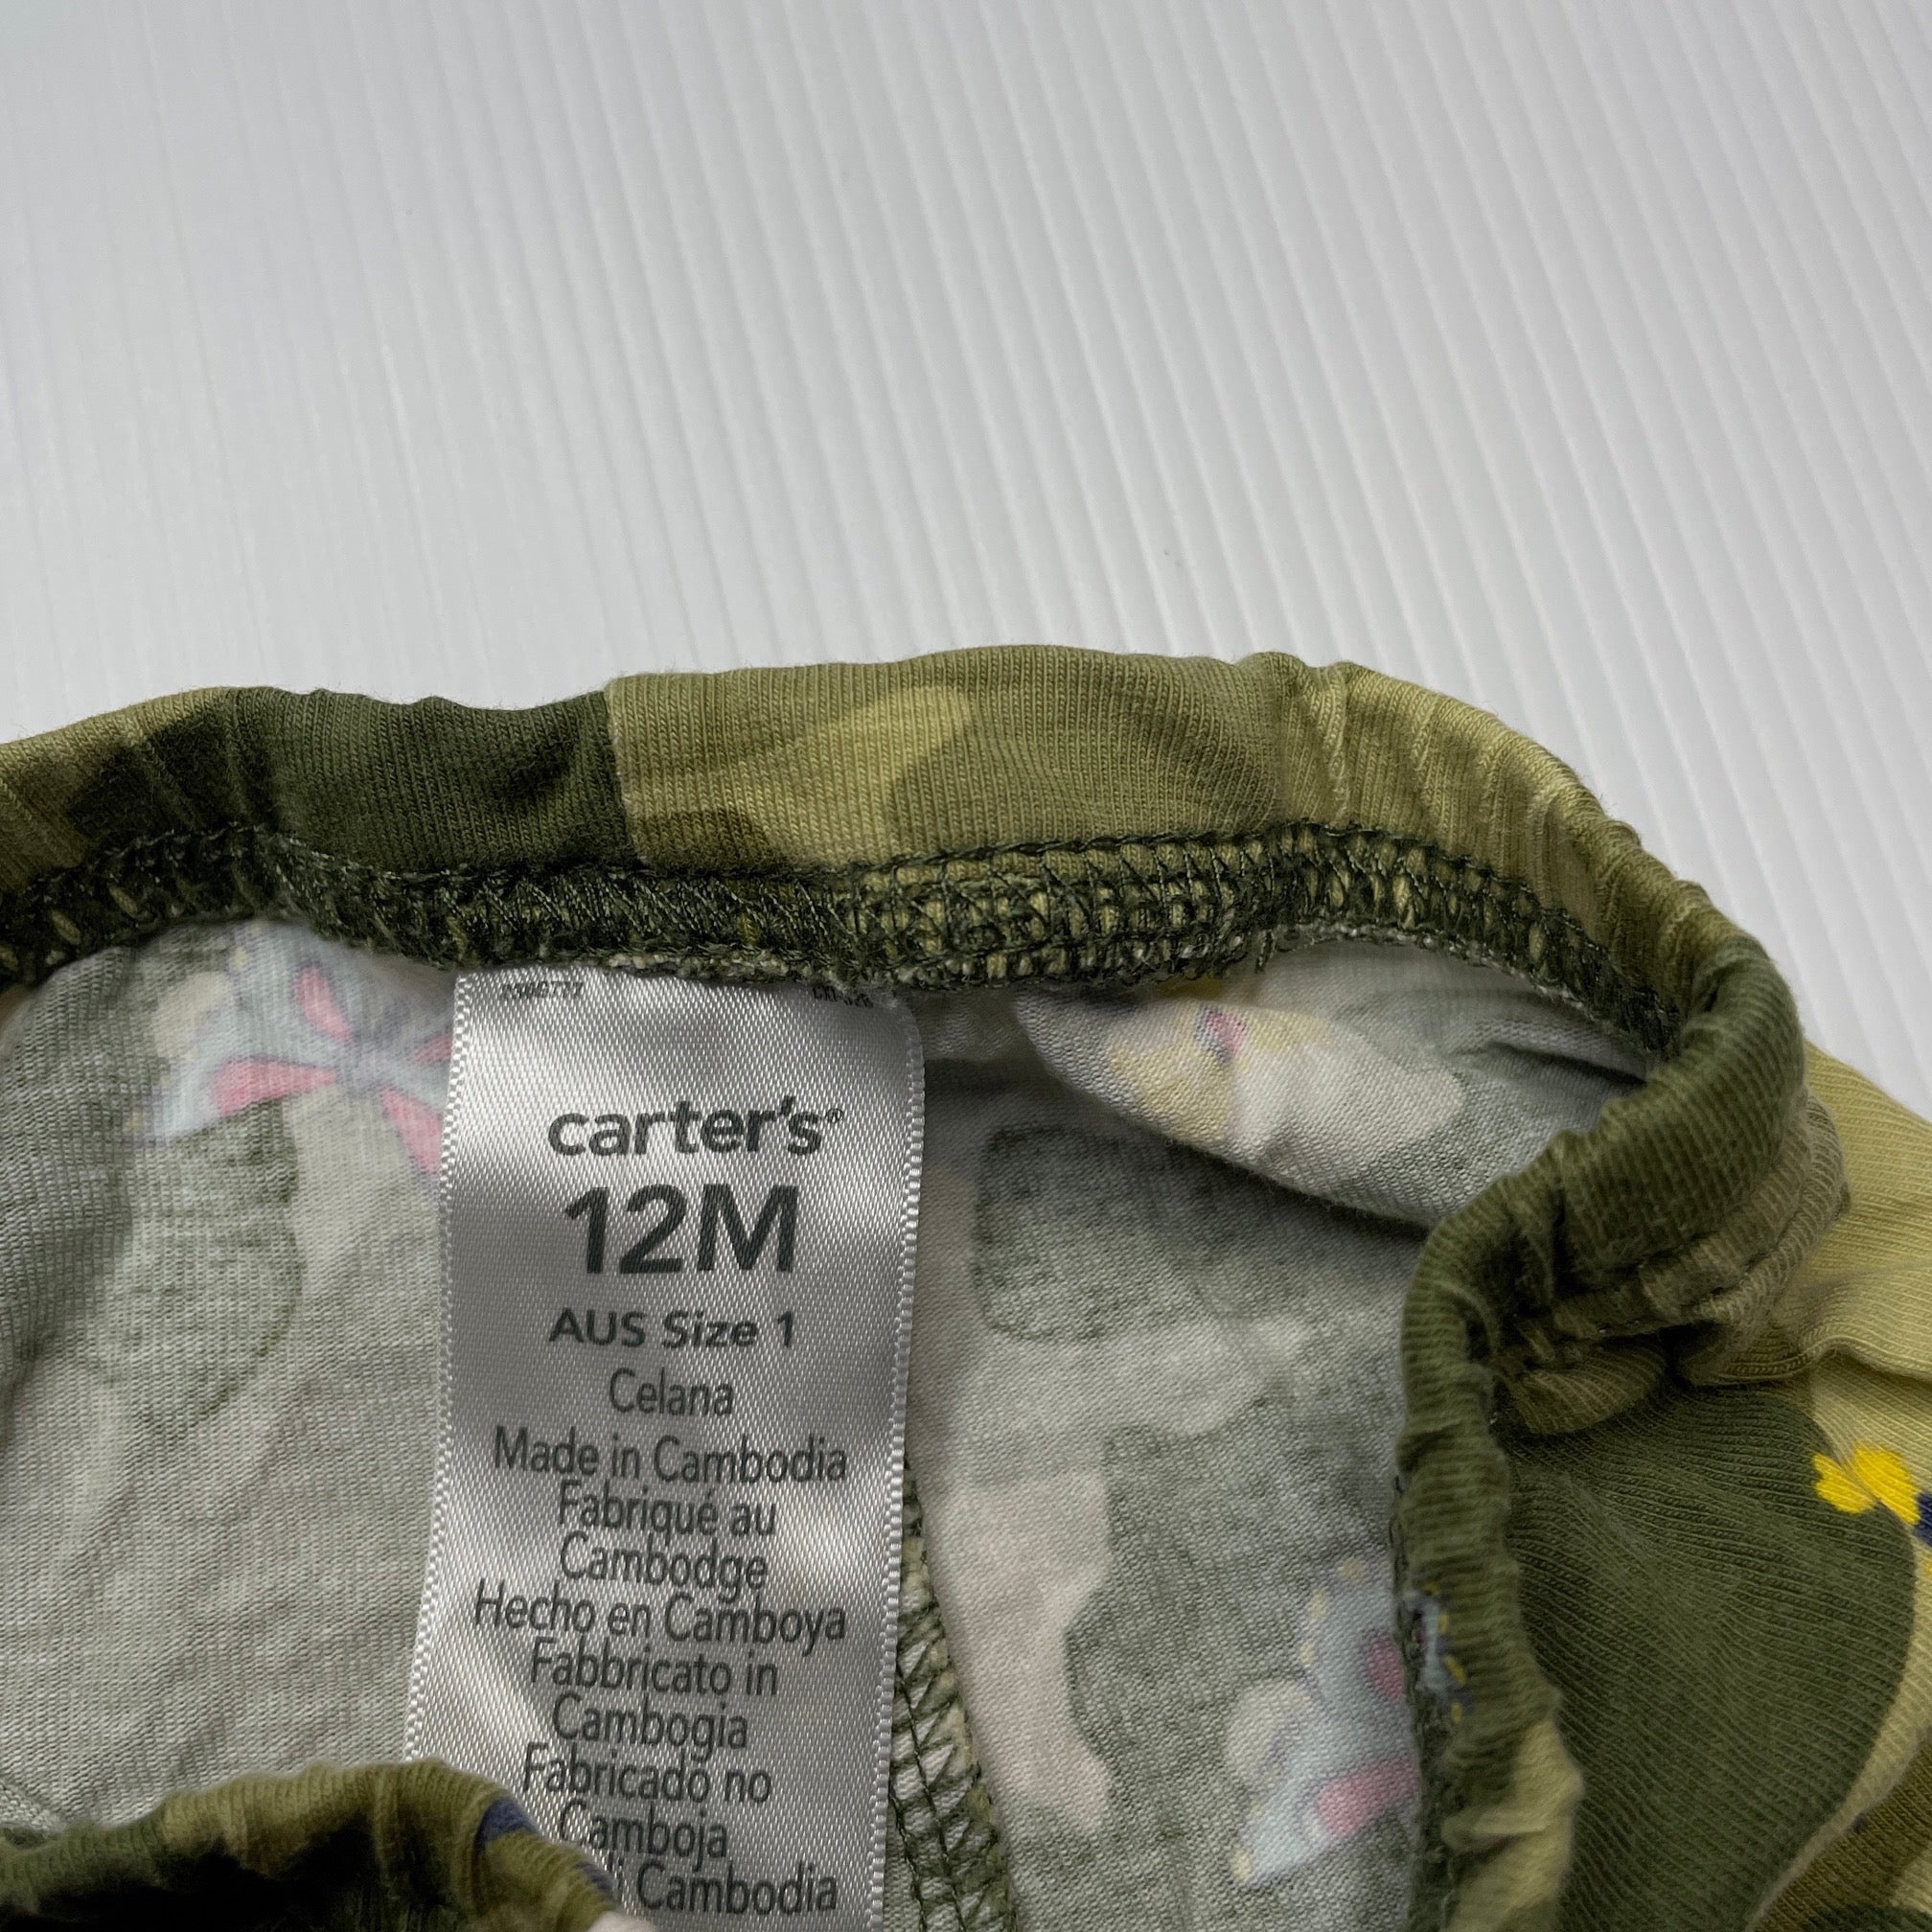 carter's®
12M
AUS Size 1
Celana
Made in Cambodia
Fabriqué au
Cambodge
Hecho en Camboya
Fabbricato in
Cambogia
Fabricado no
Camboja
Cambodia